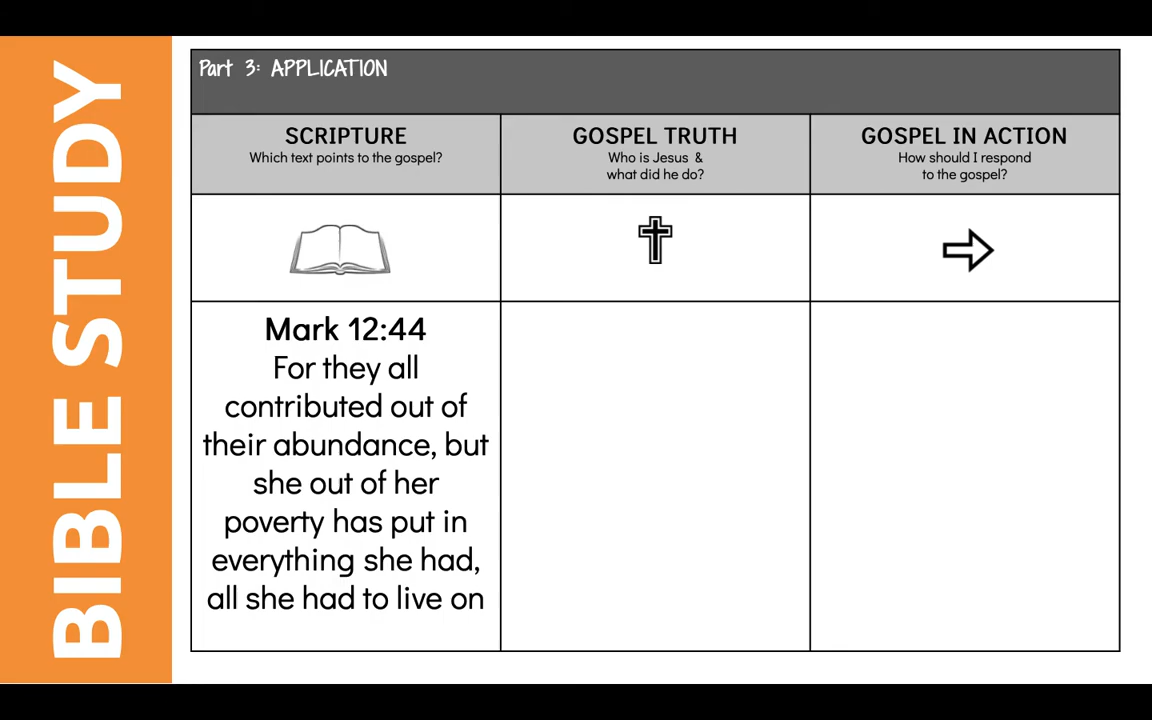 BIBLE STUDY
Part 3: APPLICATION
SCRIPTURE
Which text points to the gospel?
GOSPEL TRUTH
Who is Jesus &
what did he do?
GOSPEL IN ACTION
How should I respond
to the gospel?
Mark 12:44
For they all
contributed out of
their abundance, but
she out of her
poverty has put in
everything she had,
all she had to live on